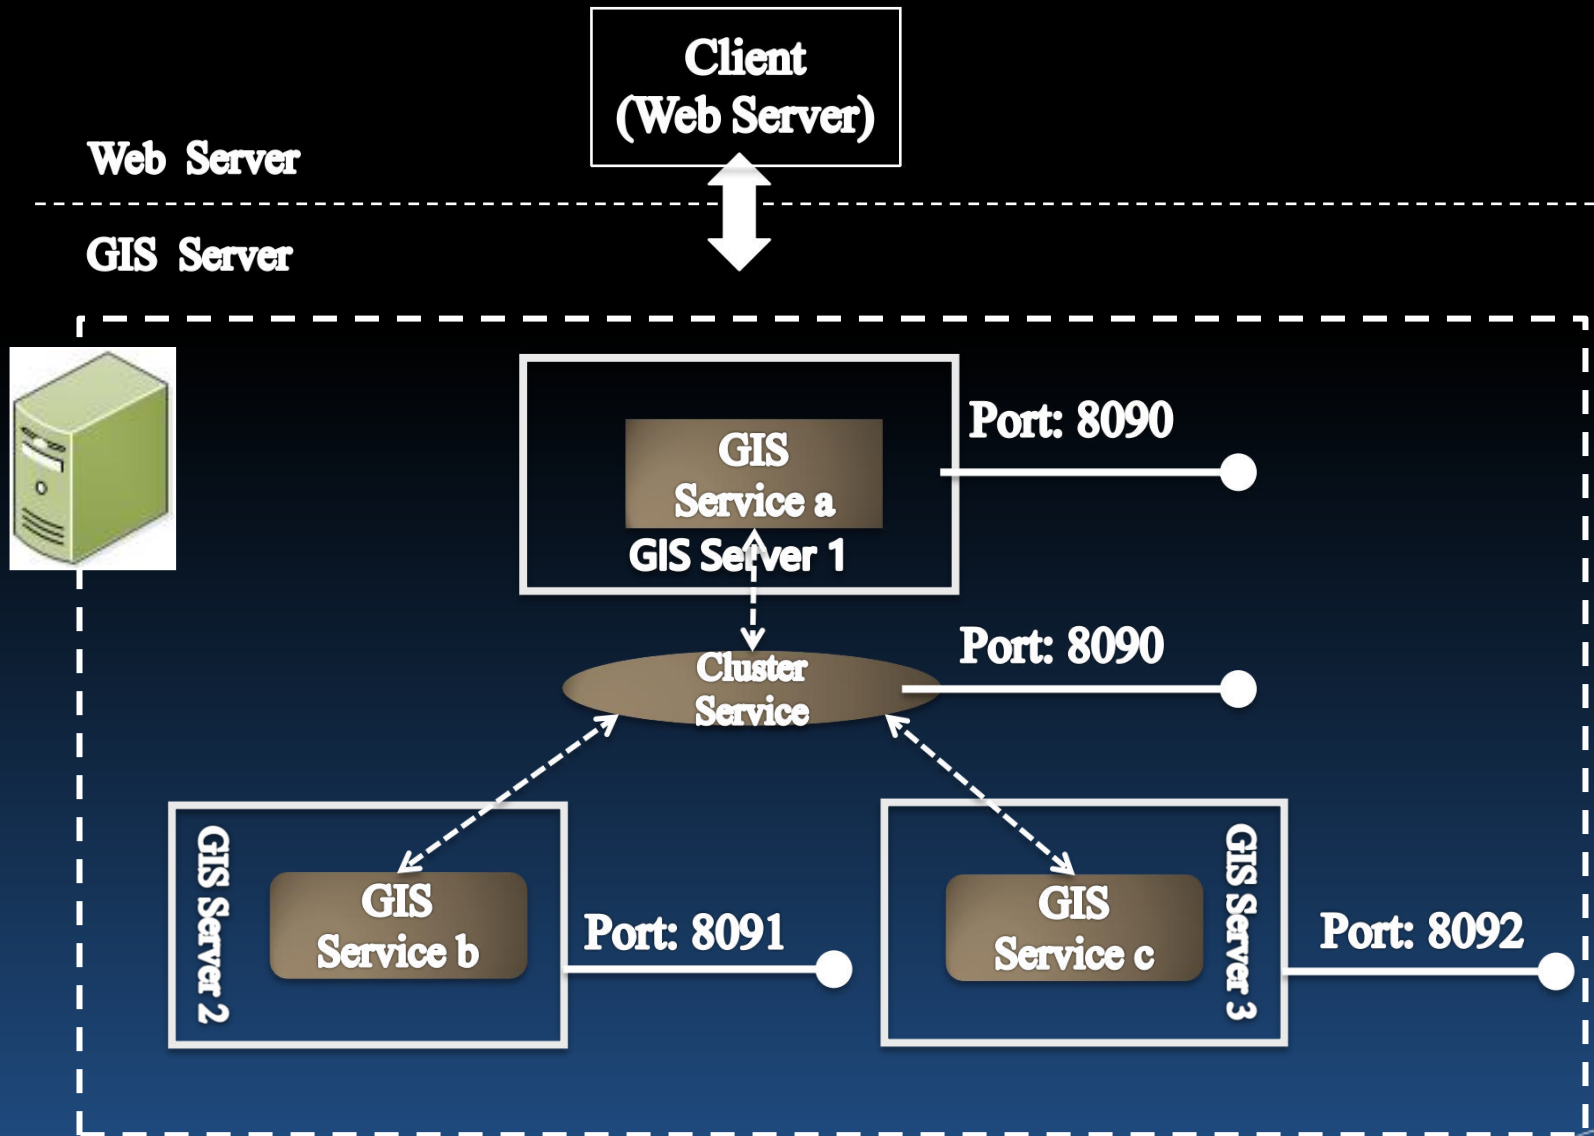 Client
(Web Server)
Web Server
GIS Server
Port: 8090
GIS
Service a
GIS Server 1
Port: 8090
Cluster
Service
GIS Server 2
GIS
Service b
Port: 8091
GIS
Service c
GIS Server 3
Port: 8092